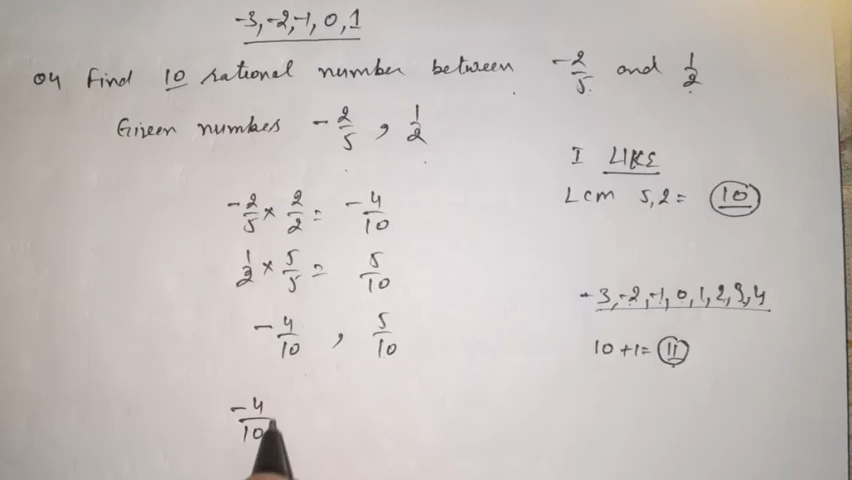 -3, -2, -1, 0, 1
04 Find 10 rational number between -2/5 and 1/2
Given numbers -2/5 , 1/2
I LIKE
Lcm 5,2 = 10
-2/5 × 2/2 = -4/10
1/2 × 5/5 = 5/10
-3, -2, -1, 0, 1, 2, 3, 4
-4/10 , 5/10
10 + 1 = 11
-4/10